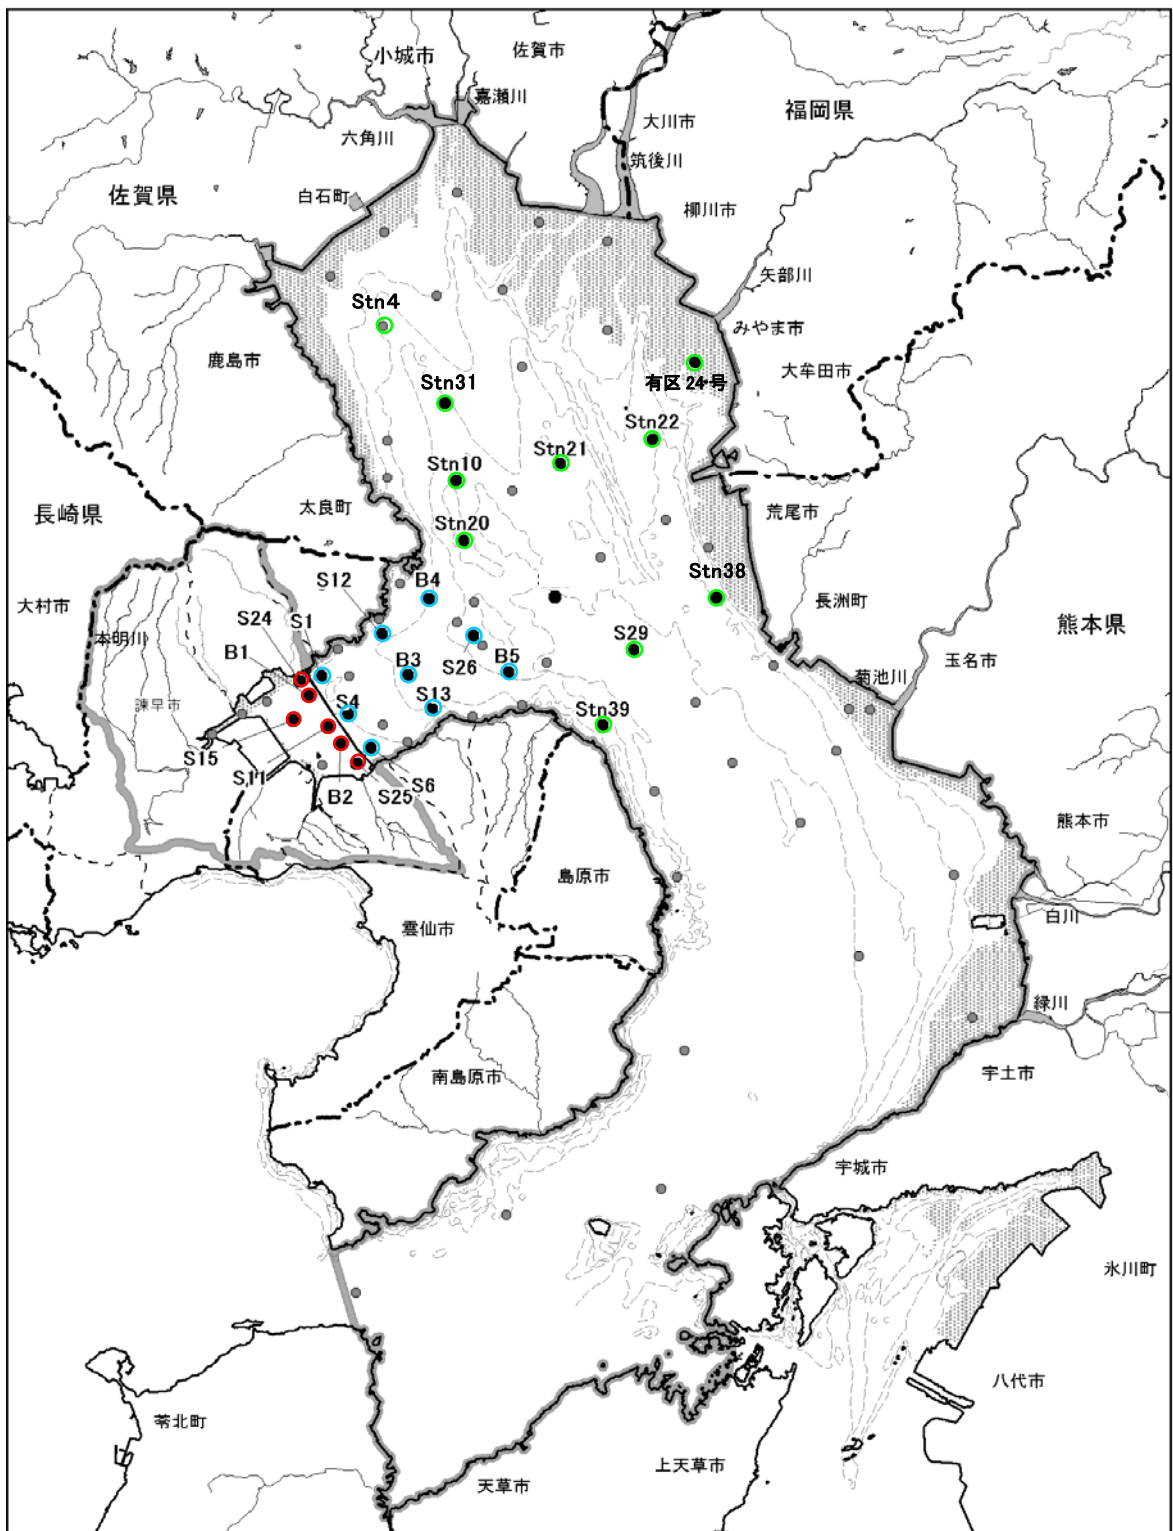 小城市
佐賀市
嘉瀬川
六角川
大川市
福岡県
筑後川
佐賀県
白石町
柳川市
矢部川
Stn4
みやま市
鹿島市
大牟田市
Stn31
有区 24 号
Stn22
Stn21
Stn10
長崎県
太良町
荒尾市
Stn20
S12
B4
Stn38
大村市
S24
S1
長洲町
本明川
熊本県
B1
S29
S26
B5
B3
玉名市
菊池川
諫早市
S4
S13
Stn39
S15
S11
B2
S25
S6
熊本市
島原市
白川
雲仙市
緑川
南島原市
宇土市
宇城市
氷川町
八代市
苓北町
上天草市
天草市